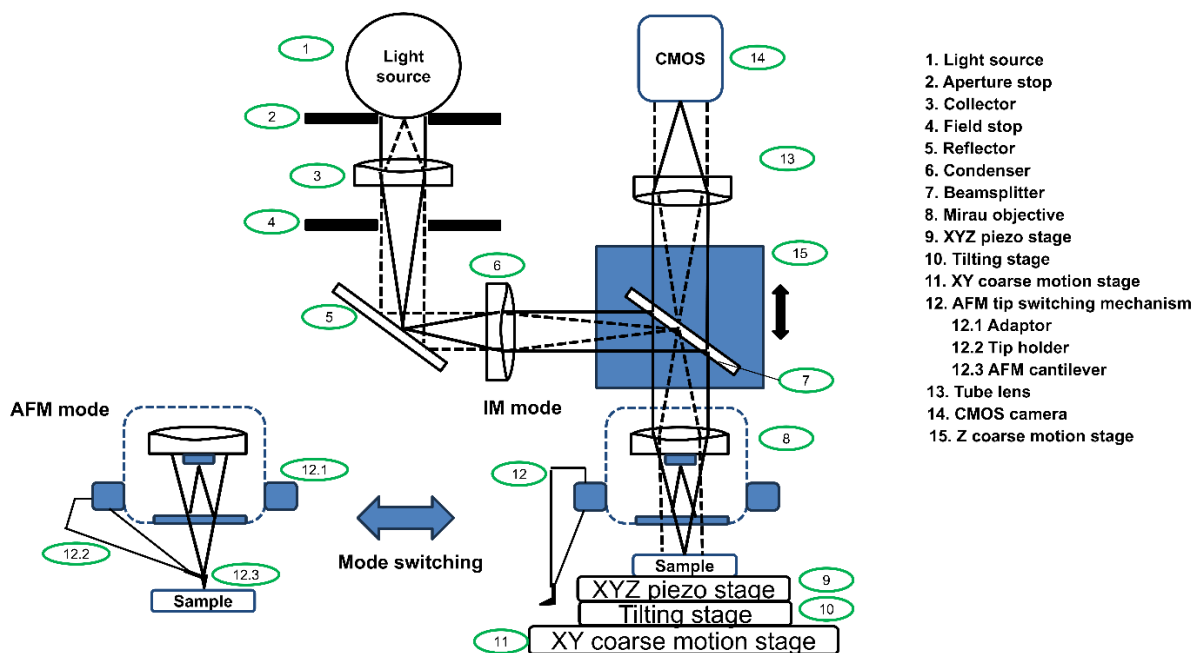 1
Light
source
CMOS
14
2
3
13
4
6
15
5
7
IM mode
AFM mode
8
12.1
12
12.2
12.3
Mode switching
Sample
Sample
XYZ piezo stage
9
Tilting stage
10
11
XY coarse motion stage
1. Light source
2. Aperture stop
3. Collector
4. Field stop
5. Reflector
6. Condenser
7. Beamsplitter
8. Mirau objective
9. XYZ piezo stage
10. Tilting stage
11. XY coarse motion stage
12. AFM tip switching mechanism
12.1 Adaptor
12.2 Tip holder
12.3 AFM cantilever
13. Tube lens
14. CMOS camera
15. Z coarse motion stage